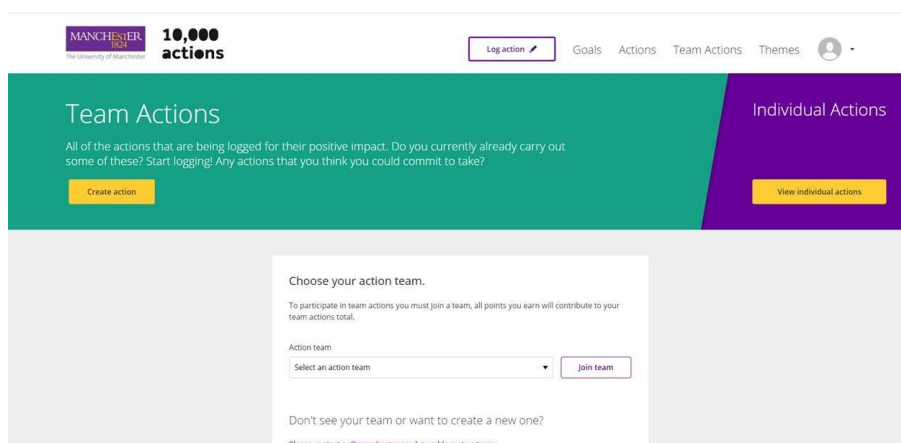 MANCHESTER
1824
The University of Manchester
10,000
actions
Log action
Goals
Actions
Team Actions
Themes
Team Actions
All of the actions that are being logged for their positive impact. Do you currently already carry out
some of these? Start logging! Any actions that you think you could commit to take?
Create action
Individual Actions
View individual actions
Choose your action team.
To participate in team actions you must join a team, all points you earn will contribute to your
team actions total.
Action team
Select an action team
Join team
Don't see your team or want to create a new one?